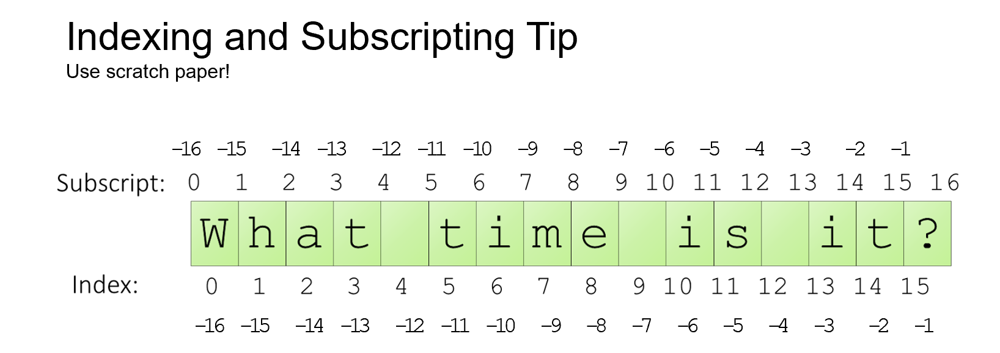 Indexing and Subscripting Tip
Use scratch paper!
–16 –15 –14 –13 –12 –11 –10 –9 –8 –7 –6 –5 –4 –3 –2 –1
Subscript: 0 1 2 3 4 5 6 7 8 9 10 11 12 13 14 15 16
W h a t t i m e i s i t ?
Index: 0 1 2 3 4 5 6 7 8 9 10 11 12 13 14 15
–16 –15 –14 –13 –12 –11 –10 –9 –8 –7 –6 –5 –4 –3 –2 –1